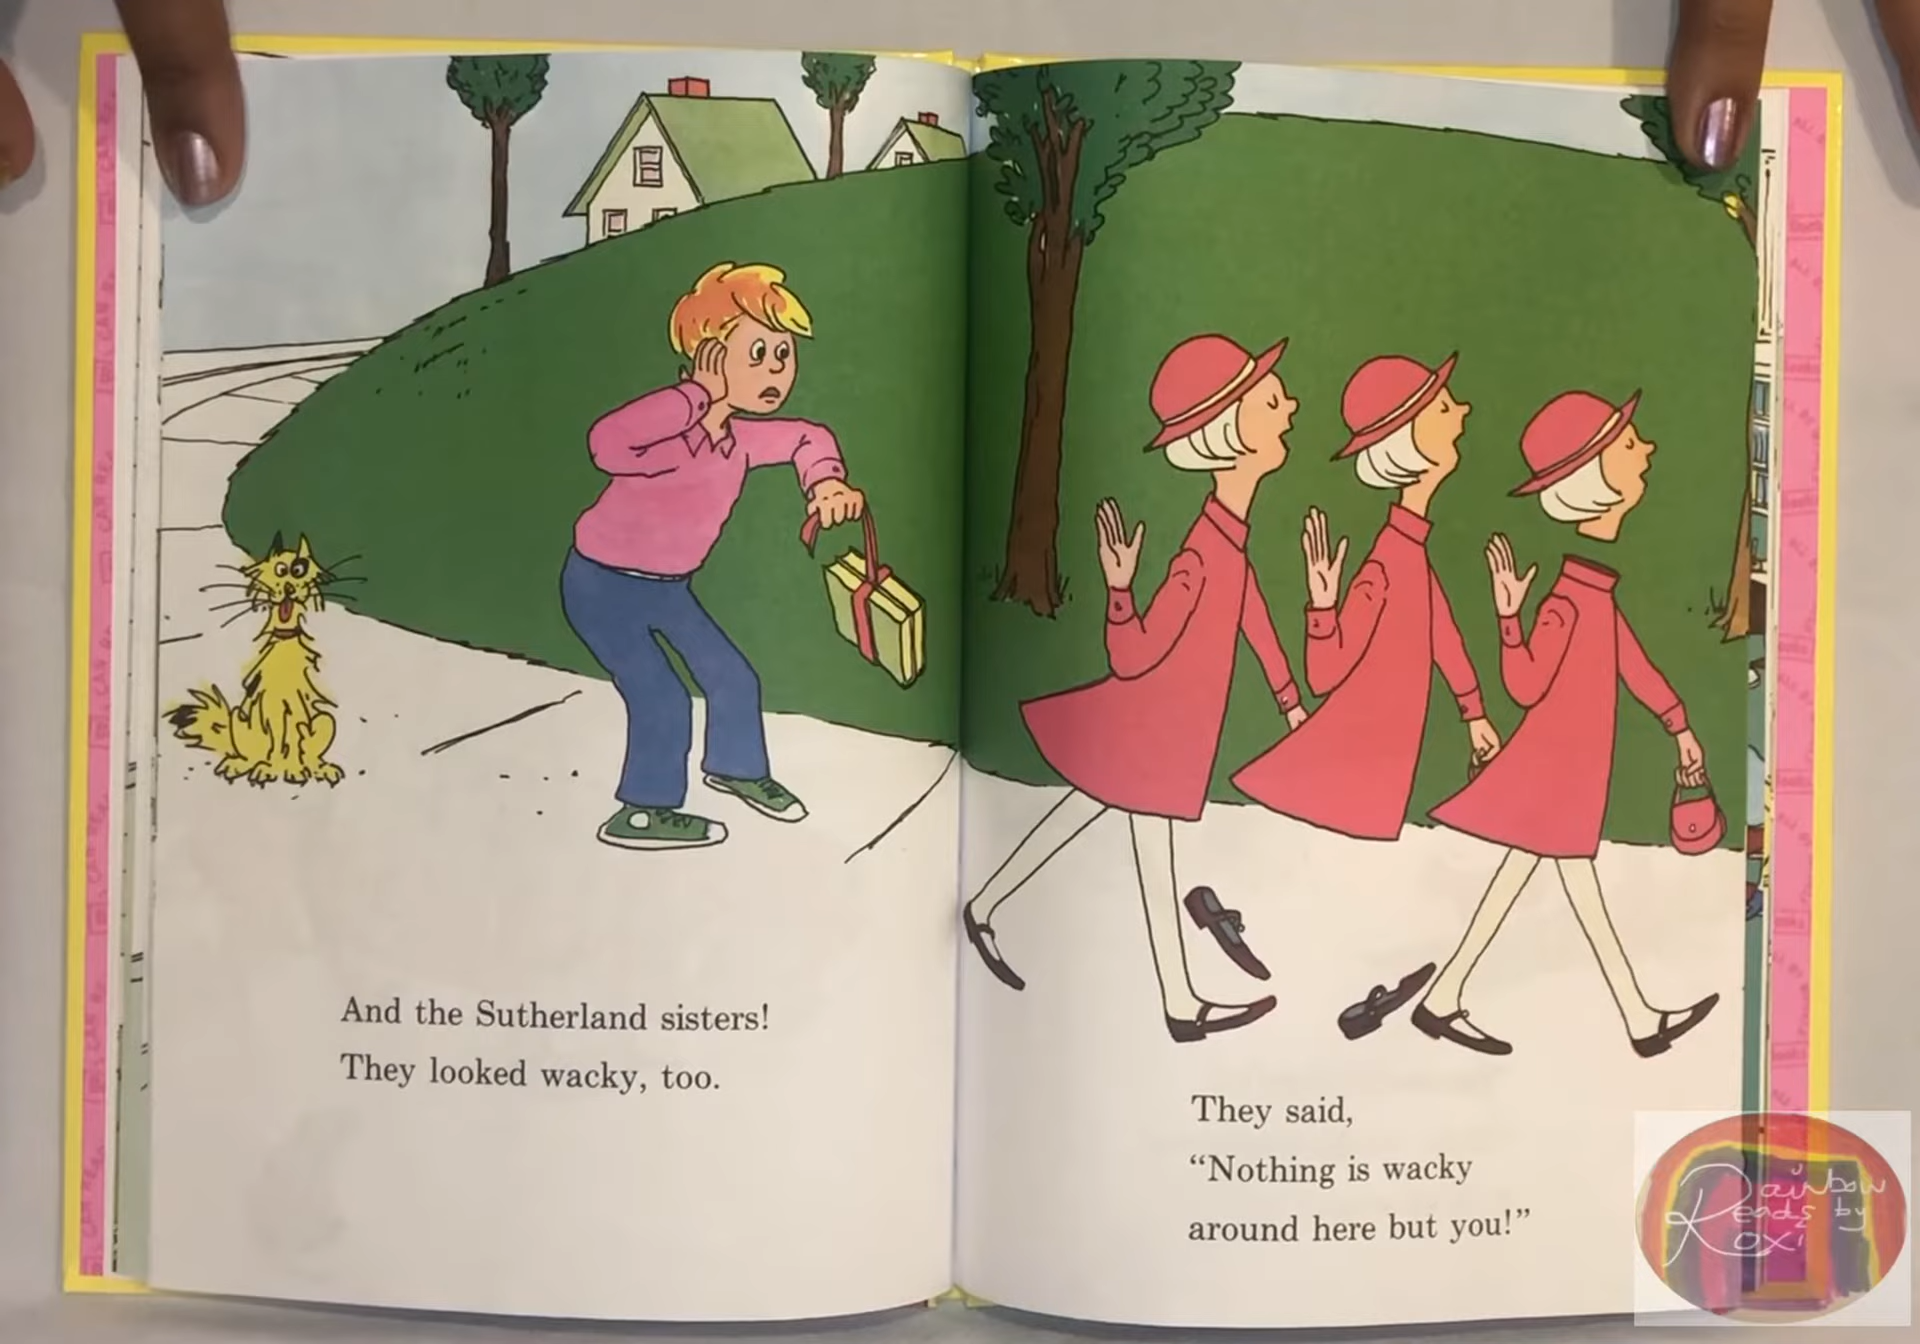 And the Sutherland sisters!
They looked wacky, too.
They said,
“Nothing is wacky
around here but you!”
Rainbow
Reads by
Roxi